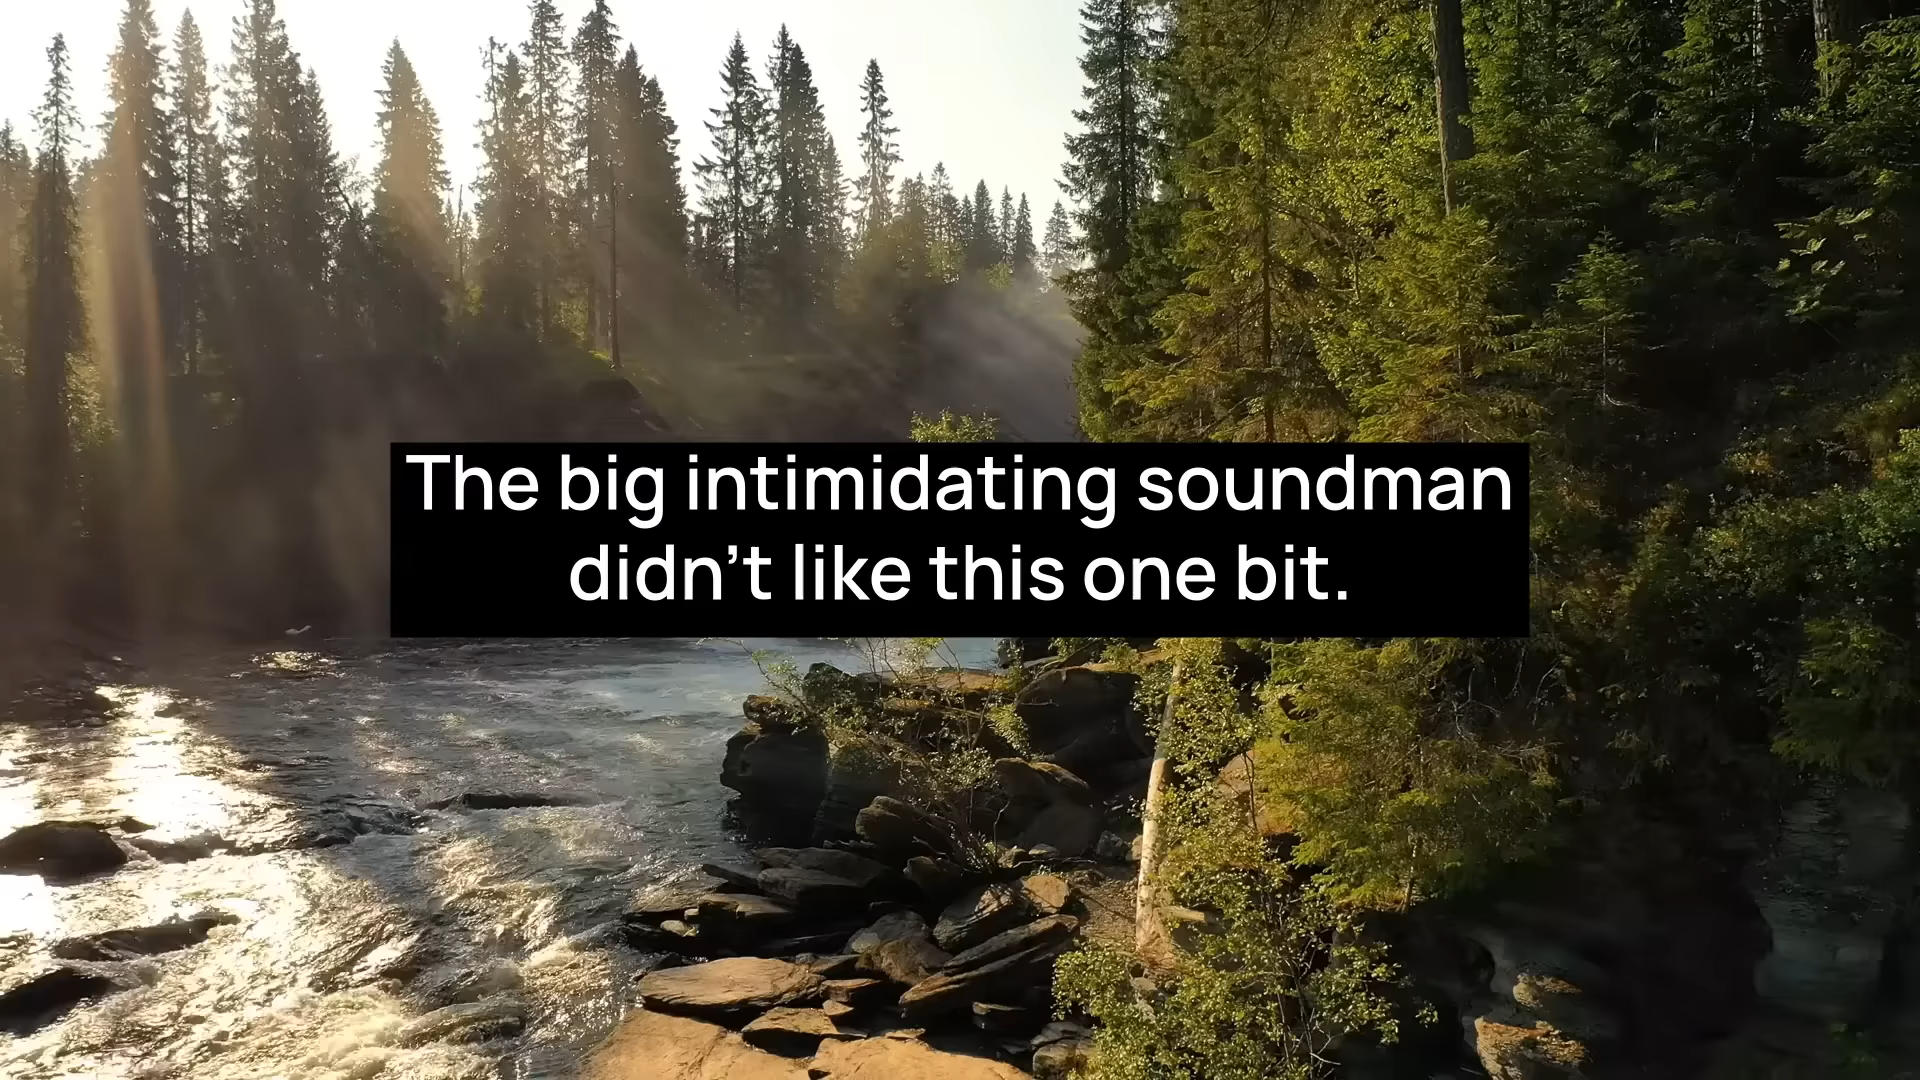 The big intimidating soundman
didn’t like this one bit.